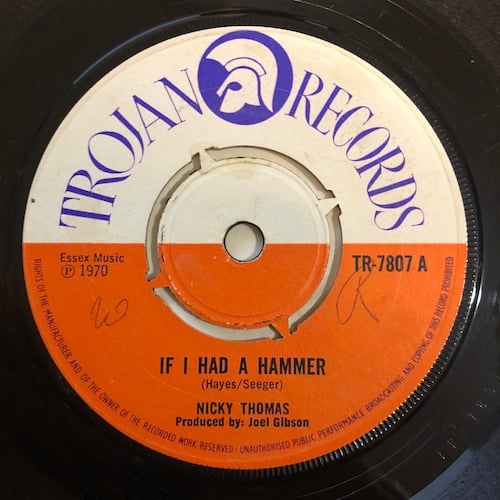 TROJAN RECORDS
Essex Music
℗ 1970
TR-7807 A
IF I HAD A HAMMER
(Hayes/Seeger)
NICKY THOMAS
Produced by: Joel Gibson
RIGHTS OF THE MANUFACTURER AND OF THE OWNER OF THE RECORDED WORK RESERVED · UNAUTHORISED PUBLIC PERFORMANCE BROADCASTING AND COPYING OF THIS RECORD PROHIBITED